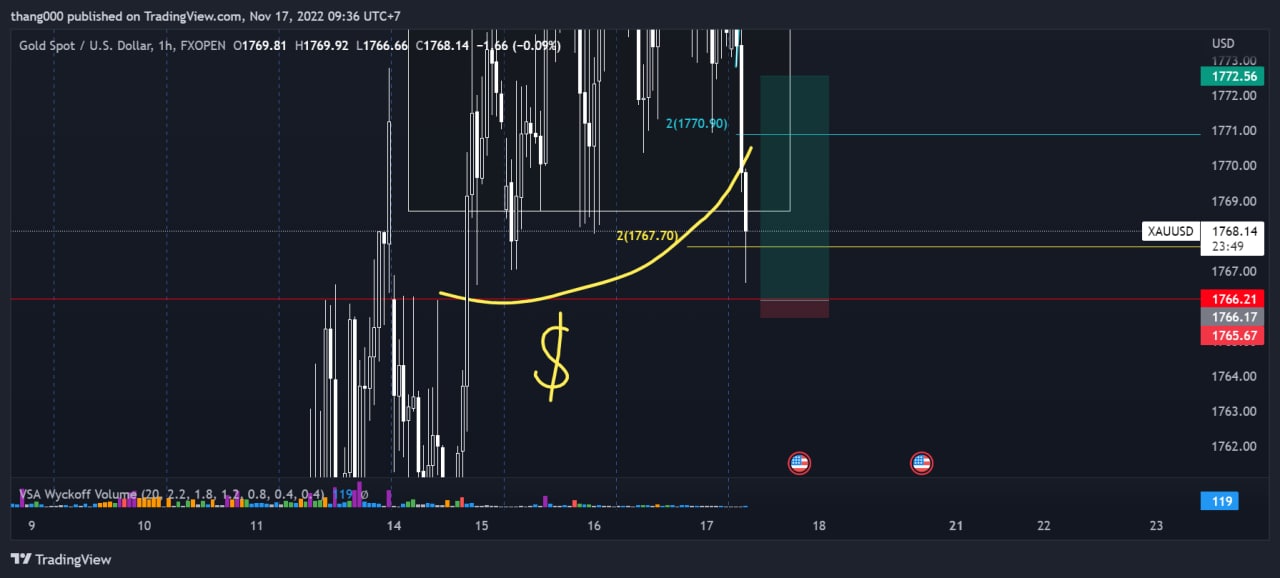 thang000 published on TradingView.com, Nov 17, 2022 09:36 UTC+7
Gold Spot / U.S. Dollar, 1h, FXOPEN O1769.81 H1769.92 L1766.66 C1768.14 −1.66 (−0.09%)
USD
1773.00
1772.56
1772.00
2(1770.90)
1771.00
1770.00
1769.00
2(1767.70)
XAUUSD 1768.14
23:49
1767.00
1766.21
1766.17
1765.67
$
1764.00
1763.00
1762.00
VSA Wyckoff Volume (20, 2.2, 1.8, 1.2, 0.8, 0.4, 0.4) 119 Ø
119
9 10 11 14 15 16 17 18 21 22 23
TradingView